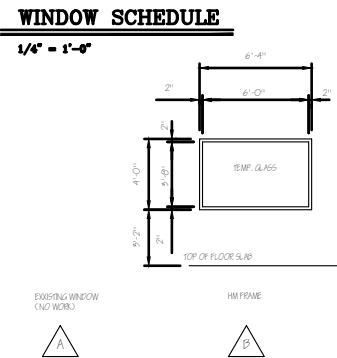 WINDOW SCHEDULE
1/4" = 1'-0"
6'-4"
2" 6'-0" 2"
2"
4'-0" 3'-8" TEMP. GLASS
3'-2" 2"
TOP OF FLOOR SLAB
EXXISTING WINDOW HM FRAME
(NO WORK)
A B